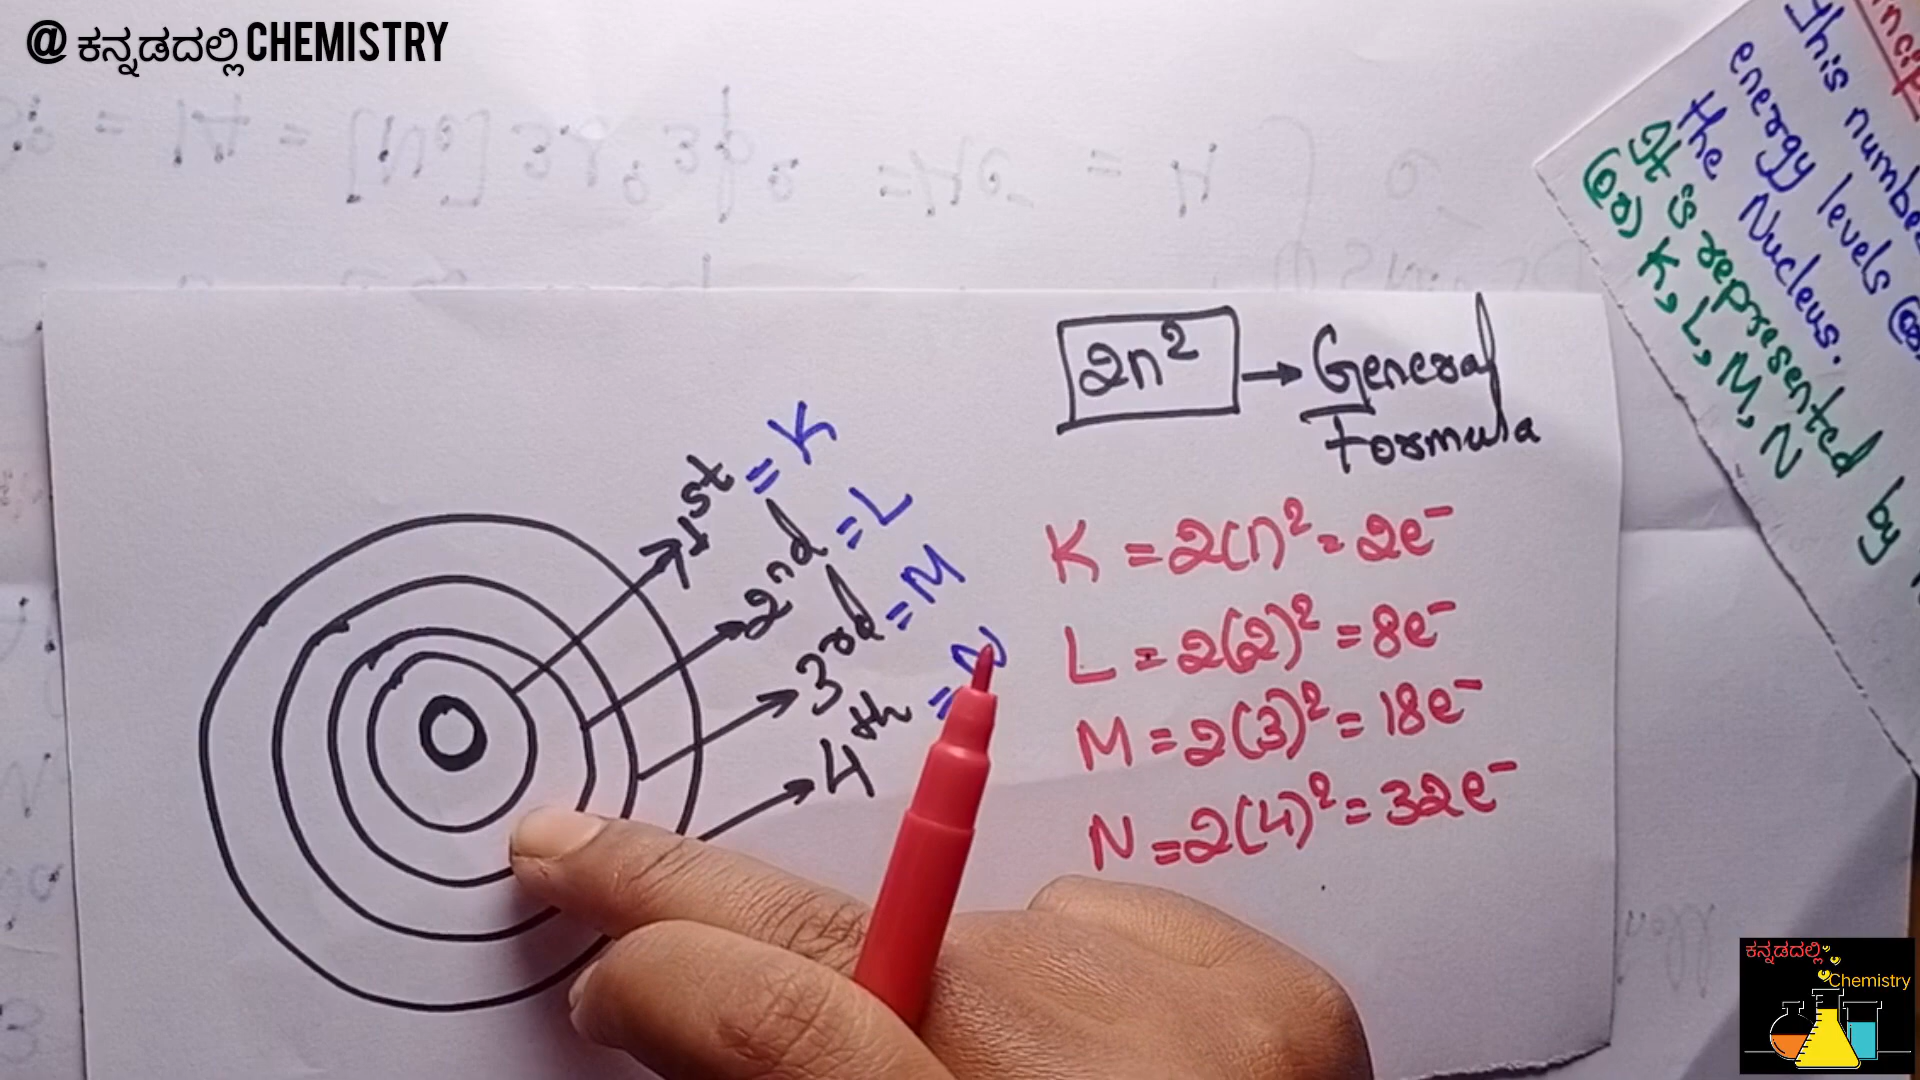 @ ಕನ್ನಡದಲ್ಲಿ CHEMISTRY
This number
energy levels
the Nucleus.
It is represented by
(or) K, L, M, N
2n² → General
Formula
1st = K
2nd = L
3rd = M
4th = N
K = 2(1)² = 2e⁻
L = 2(2)² = 8e⁻
M = 2(3)² = 18e⁻
N = 2(4)² = 32e⁻
ಕನ್ನಡದಲ್ಲಿ
Chemistry